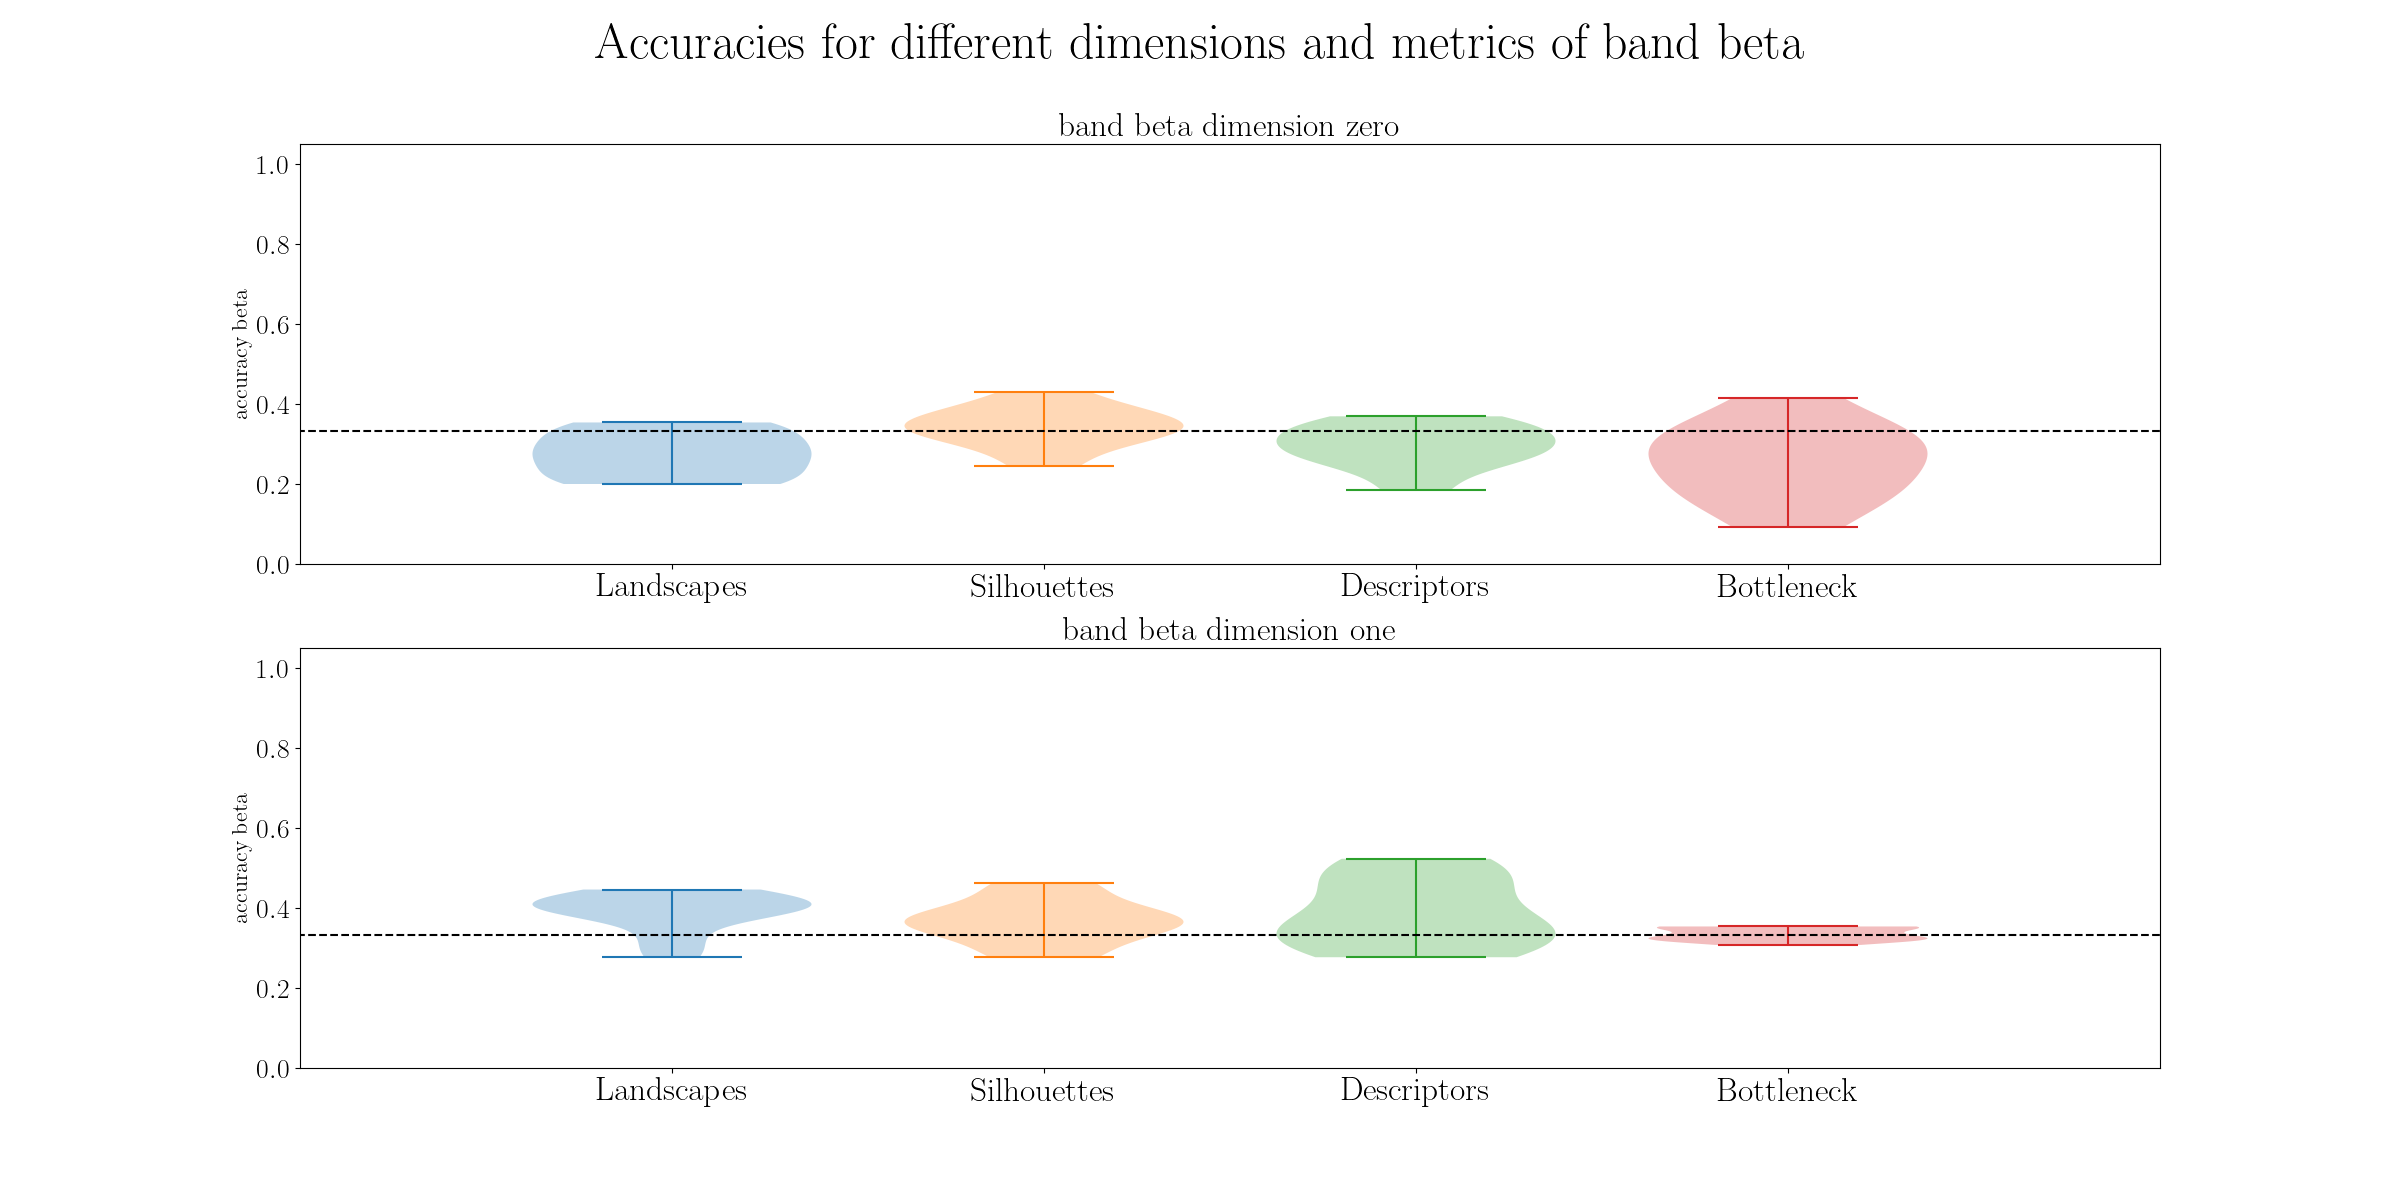 Accuracies for different dimensions and metrics of band beta
band beta dimension zero
accuracy beta
1.0
0.8
0.6
0.4
0.2
0.0
Landscapes Silhouettes Descriptors Bottleneck
band beta dimension one
accuracy beta
1.0
0.8
0.6
0.4
0.2
0.0
Landscapes Silhouettes Descriptors Bottleneck